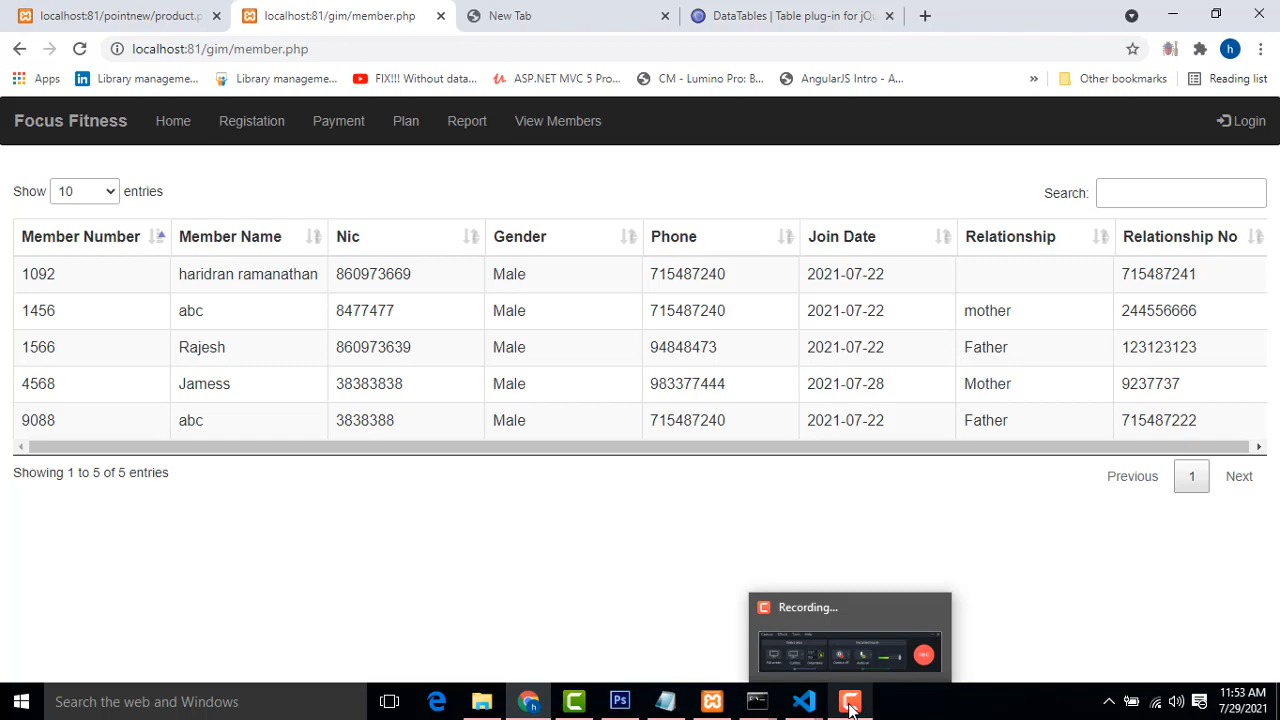 localhost:81/pointnew/product.p
localhost:81/gim/member.php
New Tab
DataTables | Table plug-in for jQu
localhost:81/gim/member.php
h
Apps
Library manageme...
Library manageme...
FIX!!! Without Data...
ASP.NET MVC 5 Pro...
CM - Lumino Pro: B...
AngularJS Intro - A...
»
Other bookmarks
Reading list
Focus Fitness Home Registation Payment Plan Report View Members Login
Show 10 entries Search:
Member Number Member Name Nic Gender Phone Join Date Relationship Relationship No
1092 haridran ramanathan 860973669 Male 715487240 2021-07-22 715487241
1456 abc 8477477 Male 715487240 2021-07-22 mother 244556666
1566 Rajesh 860973639 Male 94848473 2021-07-22 Father 123123123
4568 Jamess 38383838 Male 983377444 2021-07-28 Mother 9237737
9088 abc 3838388 Male 715487240 2021-07-22 Father 715487222
Showing 1 to 5 of 5 entries Previous 1 Next
Recording...
Search the web and Windows
Ps
11:53 AM
7/29/2021